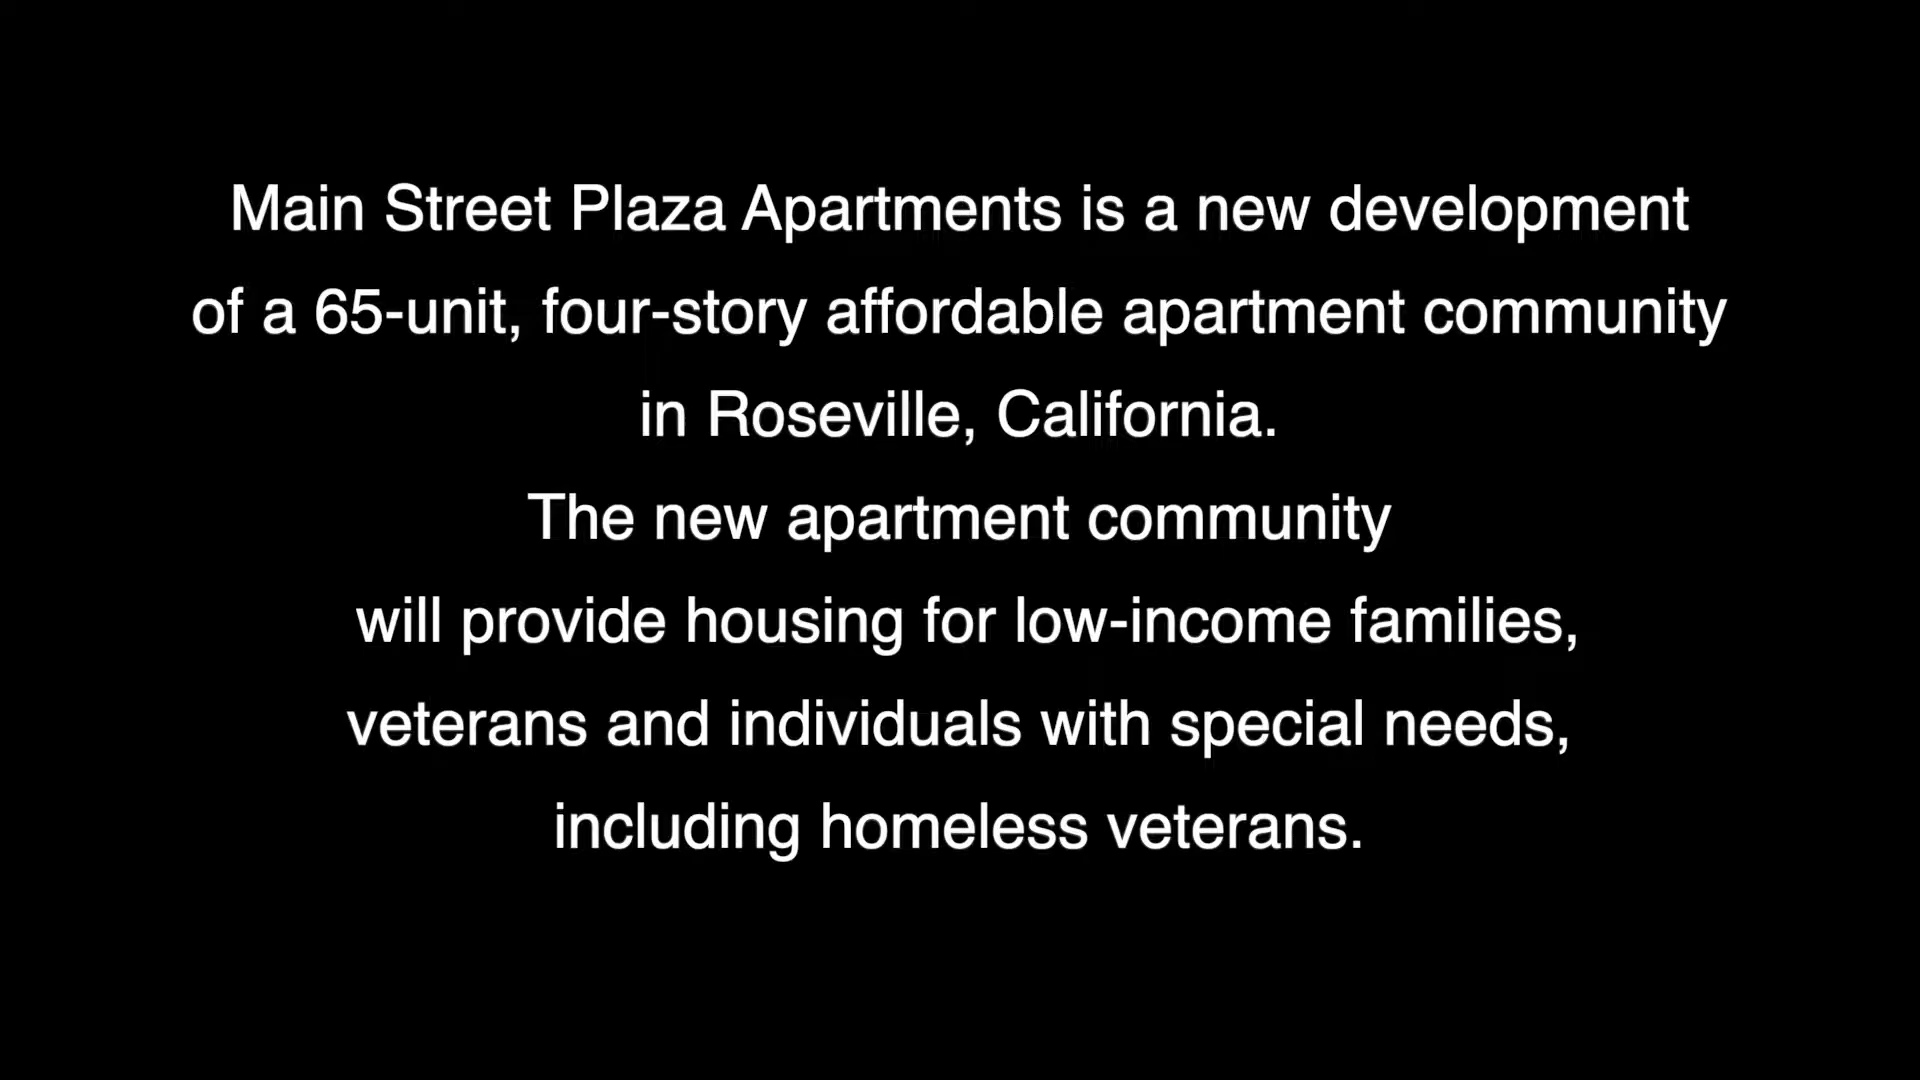 Main Street Plaza Apartments is a new development
of a 65-unit, four-story affordable apartment community
in Roseville, California.
The new apartment community
will provide housing for low-income families,
veterans and individuals with special needs,
including homeless veterans.